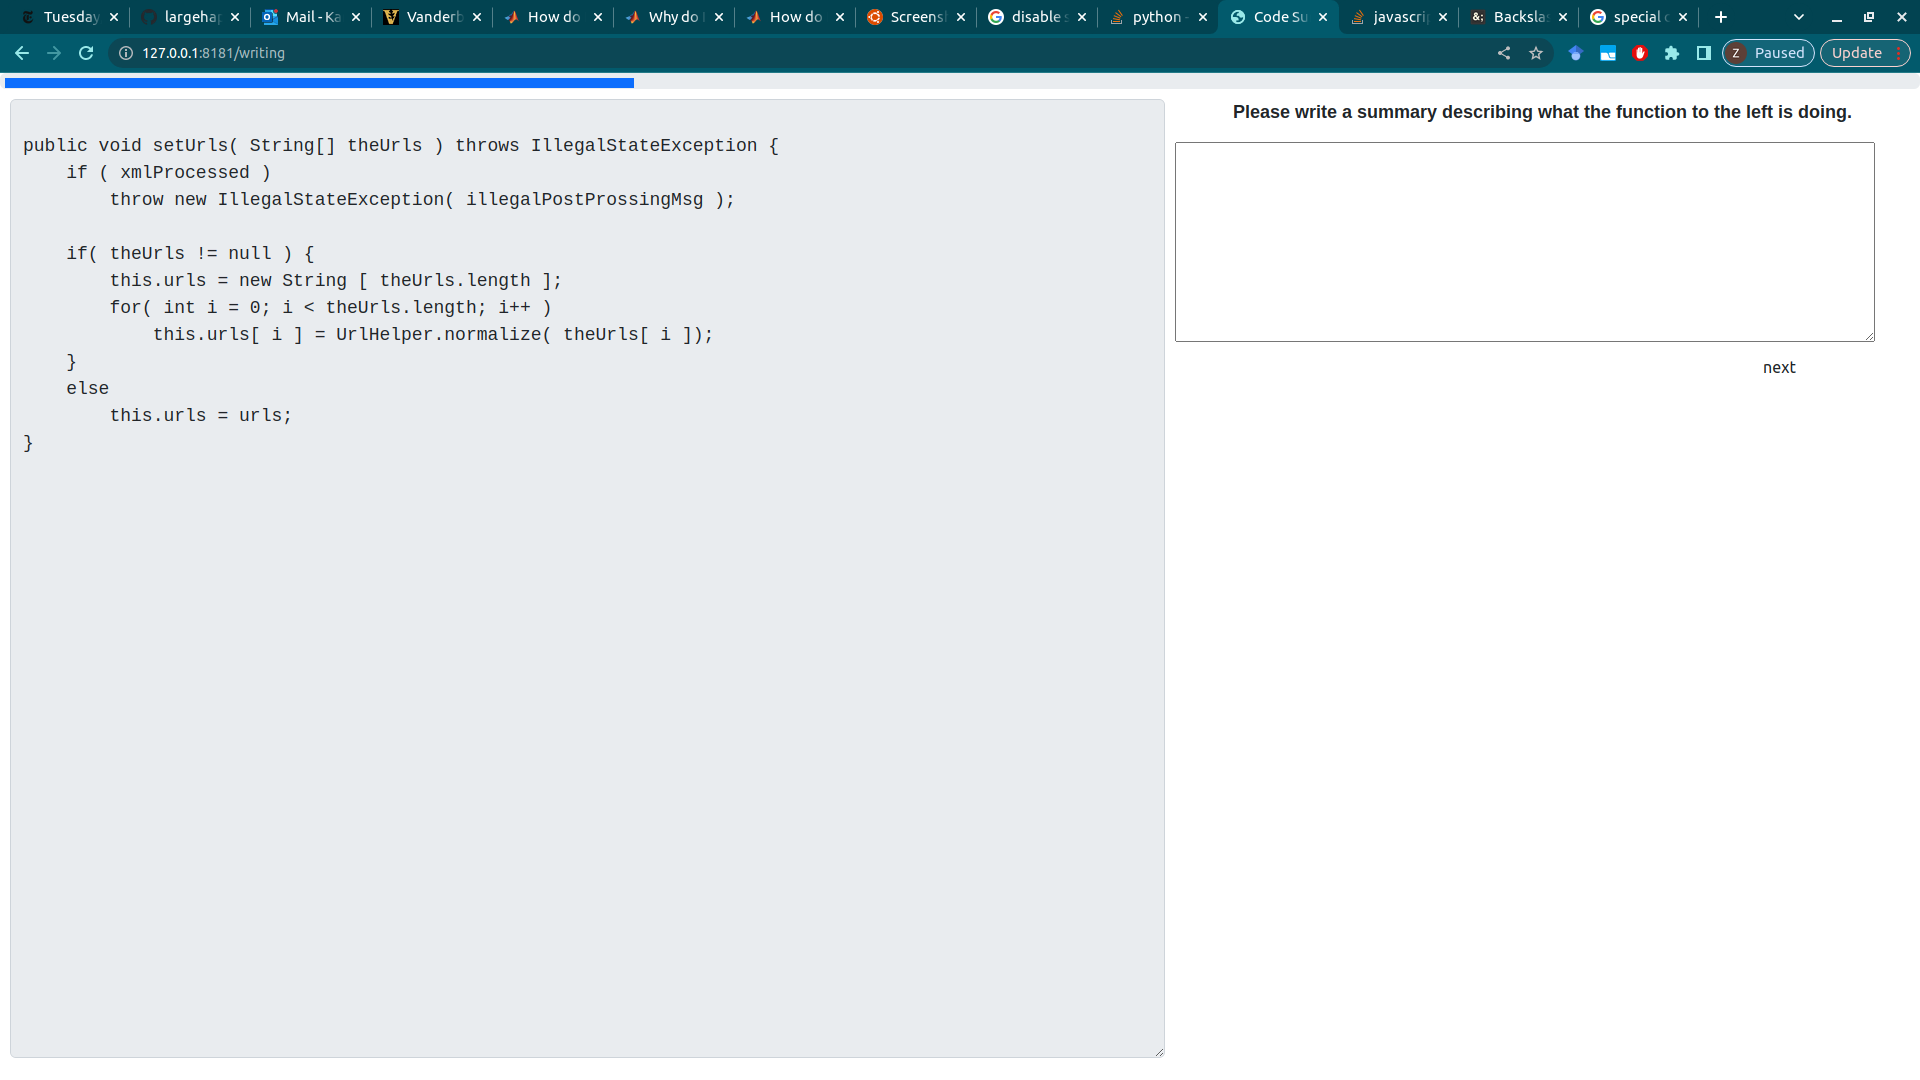 Tuesday
largehap
Mail - Ka
Vanderb
How do
Why do
How do
Screensh
disable s
python -
Code Su
javascrip
Backslas
special c
127.0.0.1:8181/writing
Z Paused
Update
public void setUrls( String[] theUrls ) throws IllegalStateException {
    if ( xmlProcessed )
        throw new IllegalStateException( illegalPostProssingMsg );
    if( theUrls != null ) {
        this.urls = new String [ theUrls.length ];
        for( int i = 0; i < theUrls.length; i++ )
            this.urls[ i ] = UrlHelper.normalize( theUrls[ i ]);
    }
    else
        this.urls = urls;
}
Please write a summary describing what the function to the left is doing.
next